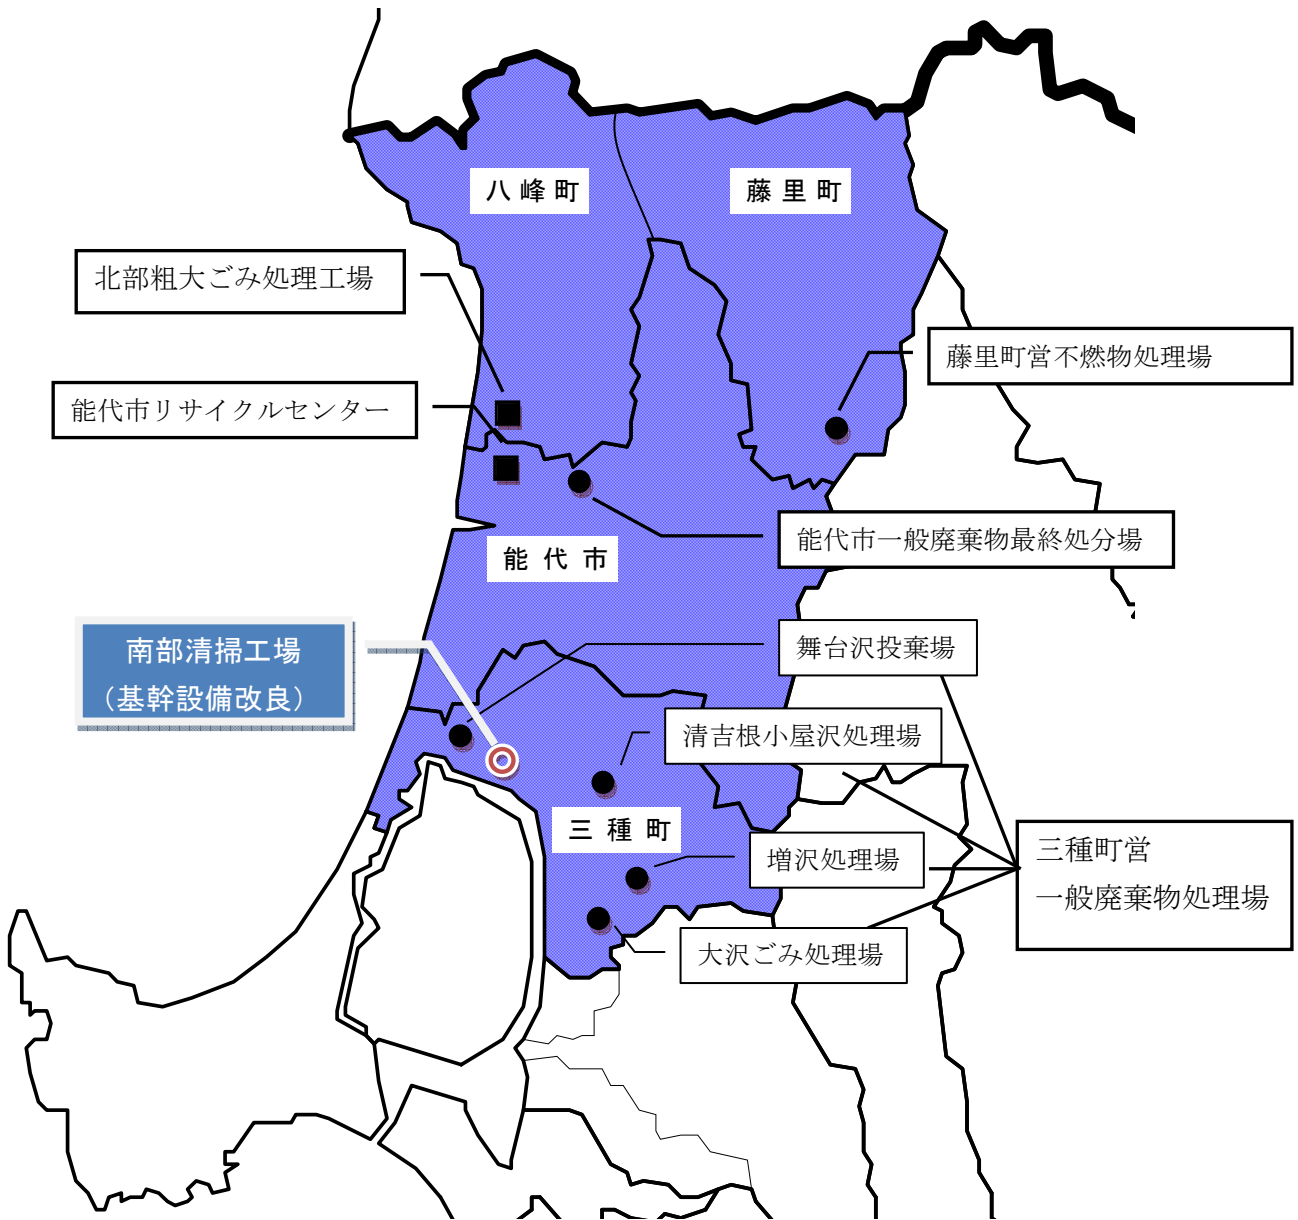 八峰町
藤里町
北部粗大ごみ処理工場
藤里町営不燃物処理場
能代市リサイクルセンター
能代市一般廃棄物最終処分場
能代市
南部清掃工場
（基幹設備改良）
舞台沢投棄場
清吉根小屋沢処理場
三種町
増沢処理場
三種町営
一般廃棄物処理場
大沢ごみ処理場